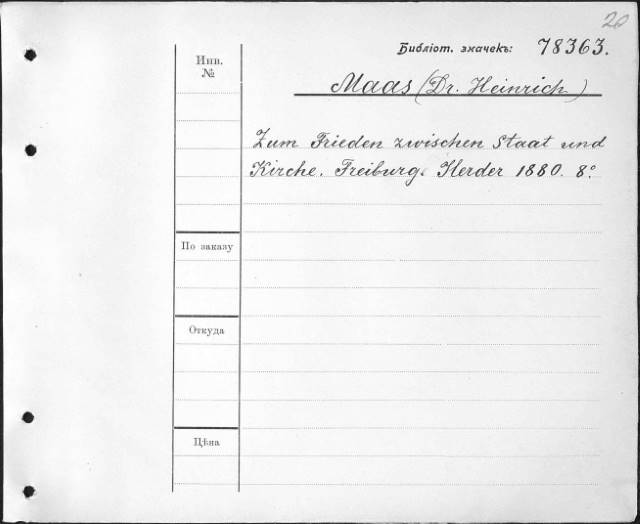 20
Библіот. значекъ: 78363.
Инв.
№
Maas (Dr. Heinrich)
Zum Frieden zwischen Staat und
Kirche. Freiburg. Herder 1880. 8°.
По заказу
Откуда
Цѣна